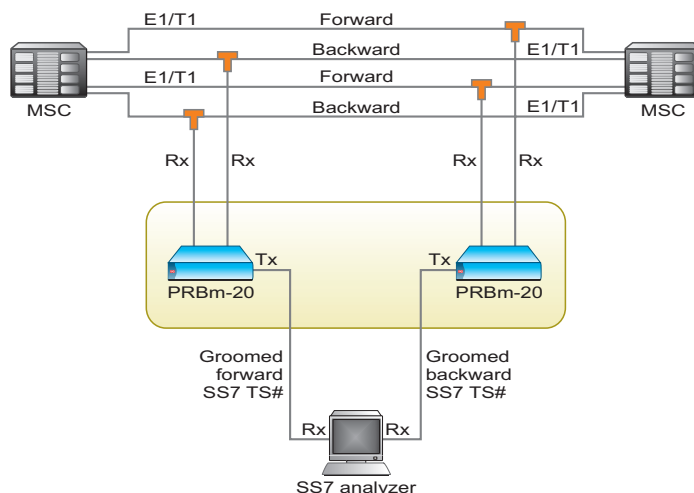 E1/T1 Forward
Backward
E1/T1 Forward E1/T1
Backward E1/T1
MSC MSC
Rx Rx Rx Rx
Tx Tx
PRBm-20 PRBm-20
Groomed
forward
SS7 TS#
Groomed
backward
SS7 TS#
Rx Rx
SS7 analyzer